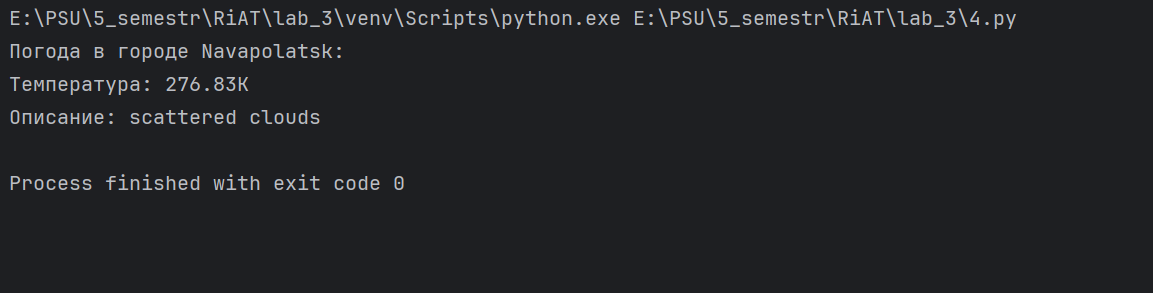 E:\PSU\5_semestr\RiAT\lab_3\venv\Scripts\python.exe E:\PSU\5_semestr\RiAT\lab_3\4.py
Погода в городе Navapolatsk:
Температура: 276.83K
Описание: scattered clouds
Process finished with exit code 0